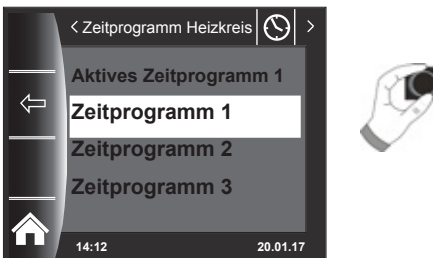 < Zeitprogramm Heizkreis >
Aktives Zeitprogramm 1
Zeitprogramm 1
Zeitprogramm 2
Zeitprogramm 3
14:12 20.01.17